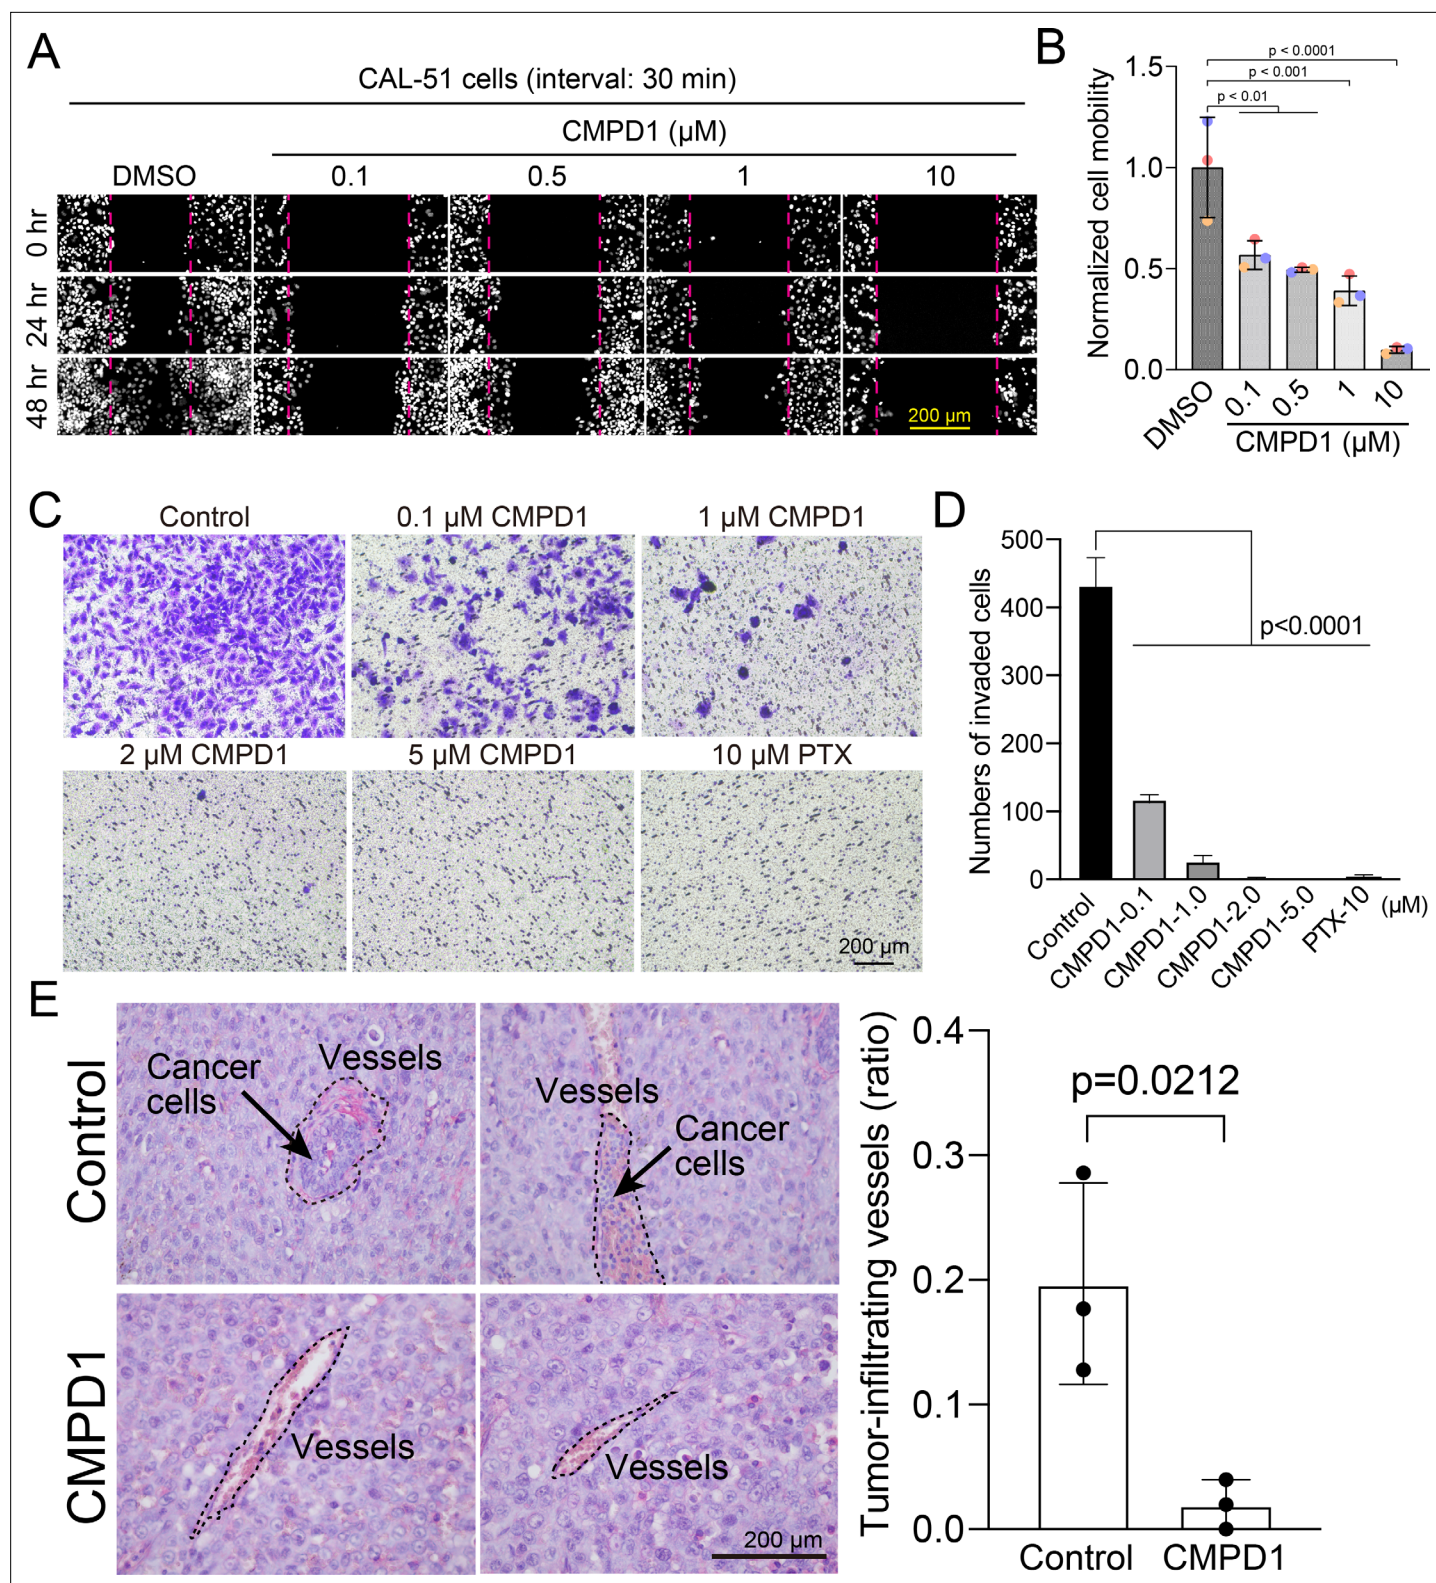 A
CAL-51 cells (interval: 30 min)
CMPD1 (µM)
DMSO 0.1 0.5 1 10
0 hr
24 hr
48 hr
200 µm
B
Normalized cell mobility
1.5
1.0
0.5
0.0
p < 0.0001
p < 0.001
p < 0.01
DMSO 0.1 0.5 1 10
CMPD1 (µM)
C
Control 0.1 µM CMPD1 1 µM CMPD1
2 µM CMPD1 5 µM CMPD1 10 µM PTX
200 µm
D
Numbers of invaded cells
500
400
300
200
100
0
p<0.0001
Control CMPD1-0.1 CMPD1-1.0 CMPD1-2.0 CMPD1-5.0 PTX-10 (µM)
E
Control
Cancer
cells
Vessels
Vessels
Cancer
cells
CMPD1
Vessels
Vessels
200 µm
Tumor-infiltrating vessels (ratio)
0.4
0.3
0.2
0.1
0.0
p=0.0212
Control CMPD1